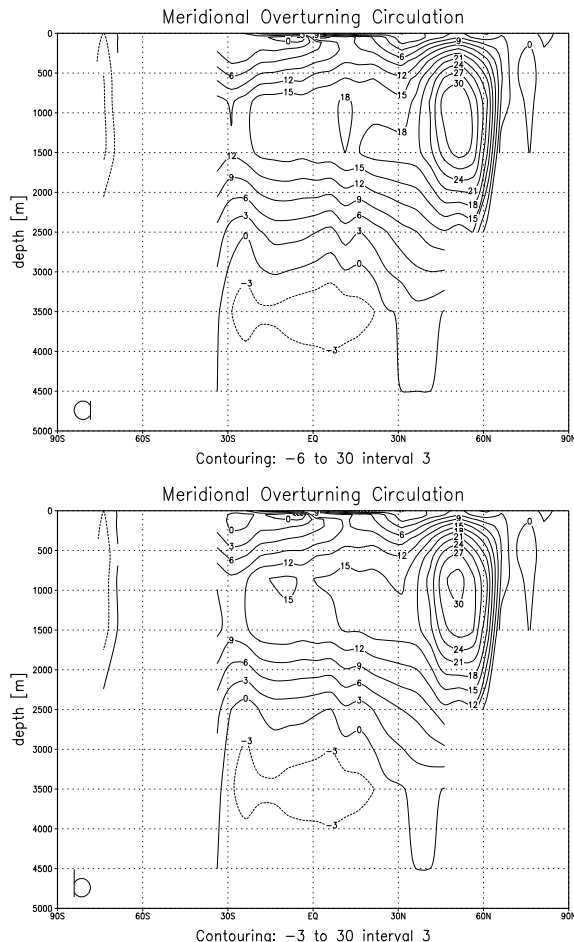 Meridional Overturning Circulation
0
500
1000
1500
2000
2500
3000
3500
4000
4500
5000
depth [m]
0 9 0
6 6 21
6 12 12 24
15 15 27
30
18
18
12 15
9 12 24
6 9 21
3 6 18
0 3 15
0
-3
-3
a
90S 60S 30S EQ 30N 60N 90N
Contouring: -6 to 30 interval 3
Meridional Overturning Circulation
0
500
1000
1500
2000
2500
3000
3500
4000
4500
5000
depth [m]
0 9 0
0 6 15
3 18
6 12 21
12 15 24
27
15 30
9 12 24
6 9 21
3 6 18
0 3 15
0 12
-3 -3
-3
b
90S 60S 30S EQ 30N 60N 90N
Contouring: -3 to 30 interval 3